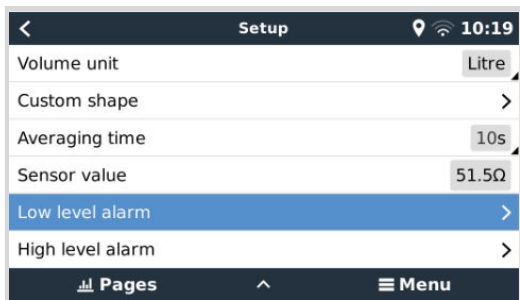 Setup 10:19
Volume unit Litre
Custom shape
Averaging time 10s
Sensor value 51.5Ω
Low level alarm
High level alarm
Pages Menu